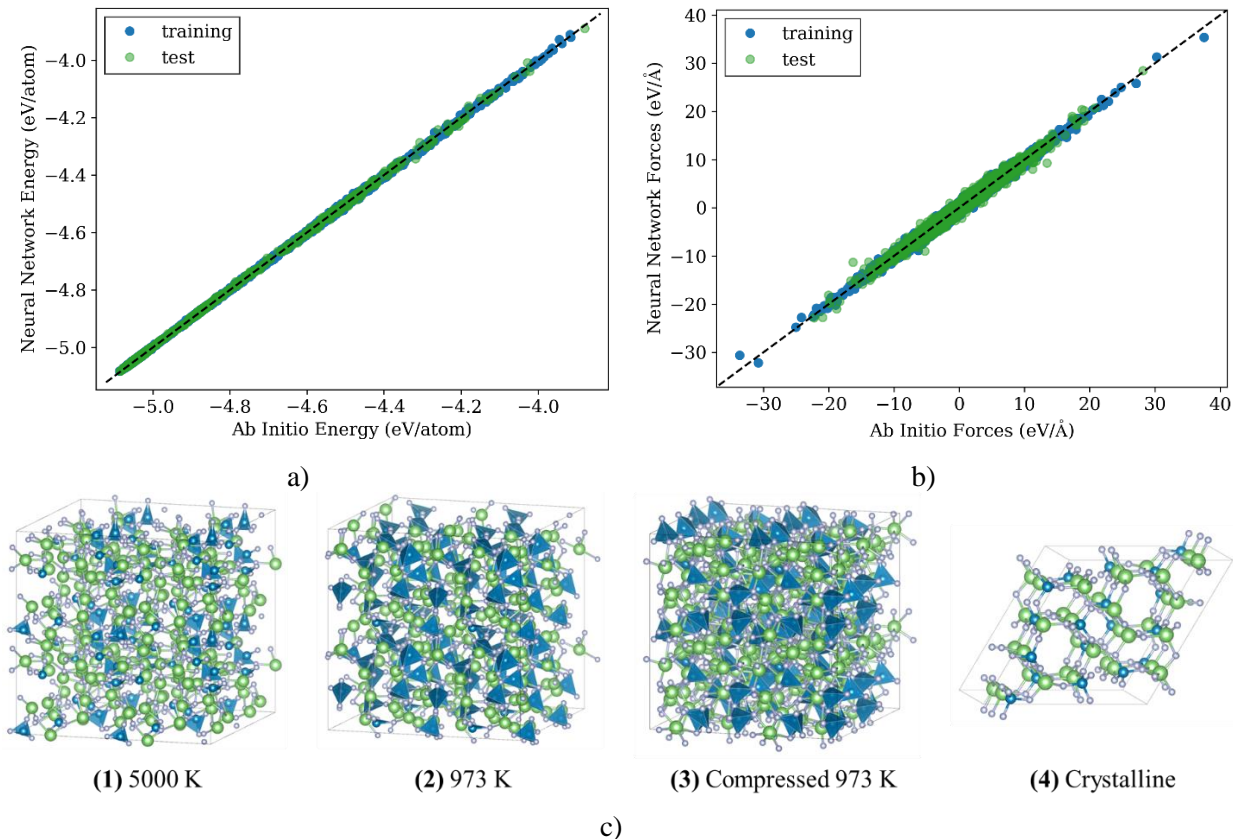 training
test
Neural Network Energy (eV/atom)
−4.0
−4.2
−4.4
−4.6
−4.8
−5.0
−5.0
−4.8
−4.6
−4.4
−4.2
−4.0
Ab Initio Energy (eV/atom)
a)
training
test
Neural Network Forces (eV/Å)
40
30
20
10
0
−10
−20
−30
−30
−20
−10
0
10
20
30
40
Ab Initio Forces (eV/Å)
b)
(1) 5000 K
(2) 973 K
(3) Compressed 973 K
(4) Crystalline
c)